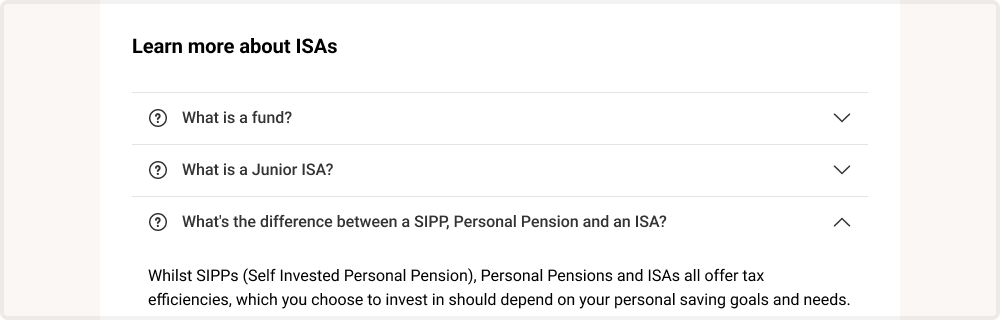 Learn more about ISAs
What is a fund?
What is a Junior ISA?
What's the difference between a SIPP, Personal Pension and an ISA?
Whilst SIPPs (Self Invested Personal Pension), Personal Pensions and ISAs all offer tax
efficiencies, which you choose to invest in should depend on your personal saving goals and needs.